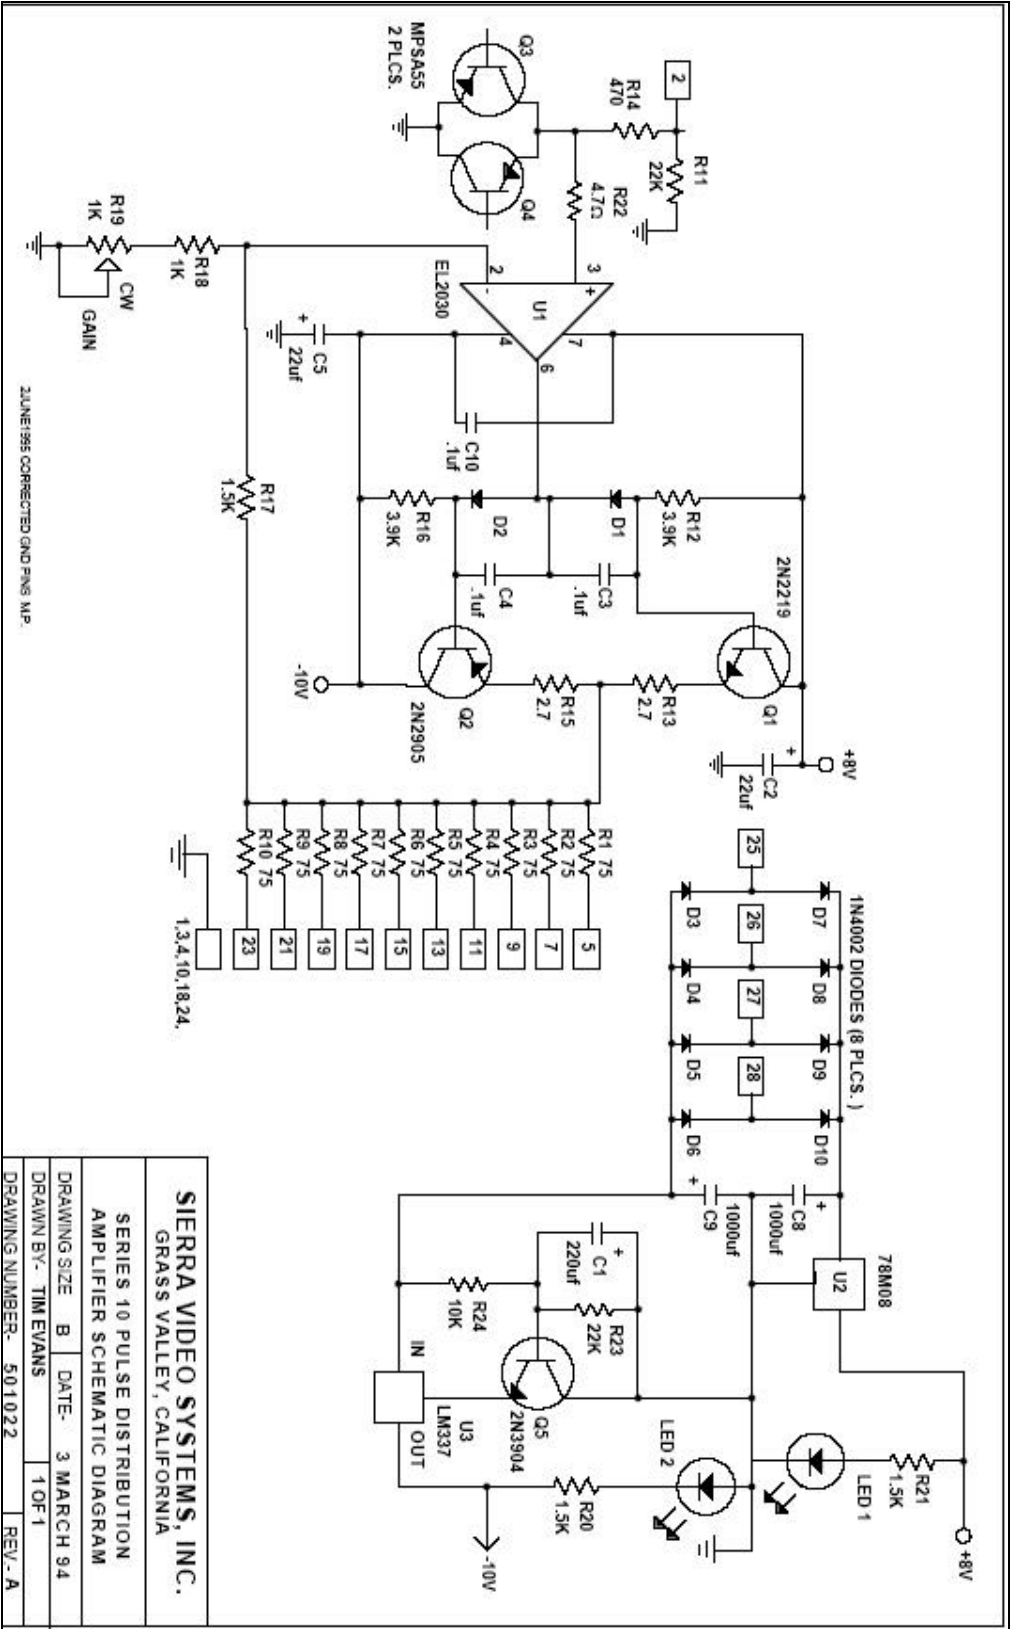 MPSA55
2 PLCS.
Q3
Q4
2
R14
470
R11
22K
R22
4.7Ω
3
+
2
-
U1
EL2030
7
4
6
R19
1K
CW
GAIN
R18
1K
+
C5
22uf
C10
.1uf
R17
1.5K
R16
3.9K
D2
D1
R12
3.9K
C4
.1uf
C3
.1uf
2N2219
Q1
R13
2.7
R15
2.7
Q2
2N2905
-10V
+8V
+
C2
22uf
R1 75
R2 75
R3 75
R4 75
R5 75
R6 75
R7 75
R8 75
R9 75
R10 75
5
7
9
11
13
15
17
19
21
23
1,3,4,10,18,24,
1N4002 DIODES (8 PLCS. )
25
26
27
28
D7
D8
D9
D10
D3
D4
D5
D6
+
C8
1000uf
+
C9
1000uf
78M08
U2
+
C1
220uf
R23
22K
R24
10K
Q5
2N3904
IN
OUT
U3
LM337
LED 2
LED 1
R21
1.5K
R20
1.5K
+8V
-10V
2JUNE1995 CORRECTED GND PINS M.P.
SIERRA VIDEO SYSTEMS, INC.
GRASS VALLEY, CALIFORNIA
SERIES 10 PULSE DISTRIBUTION
AMPLIFIER SCHEMATIC DIAGRAM
DRAWING SIZE B DATE- 3 MARCH 94
DRAWN BY- TIM EVANS 1 OF 1
DRAWING NUMBER- 501022 REV.- A